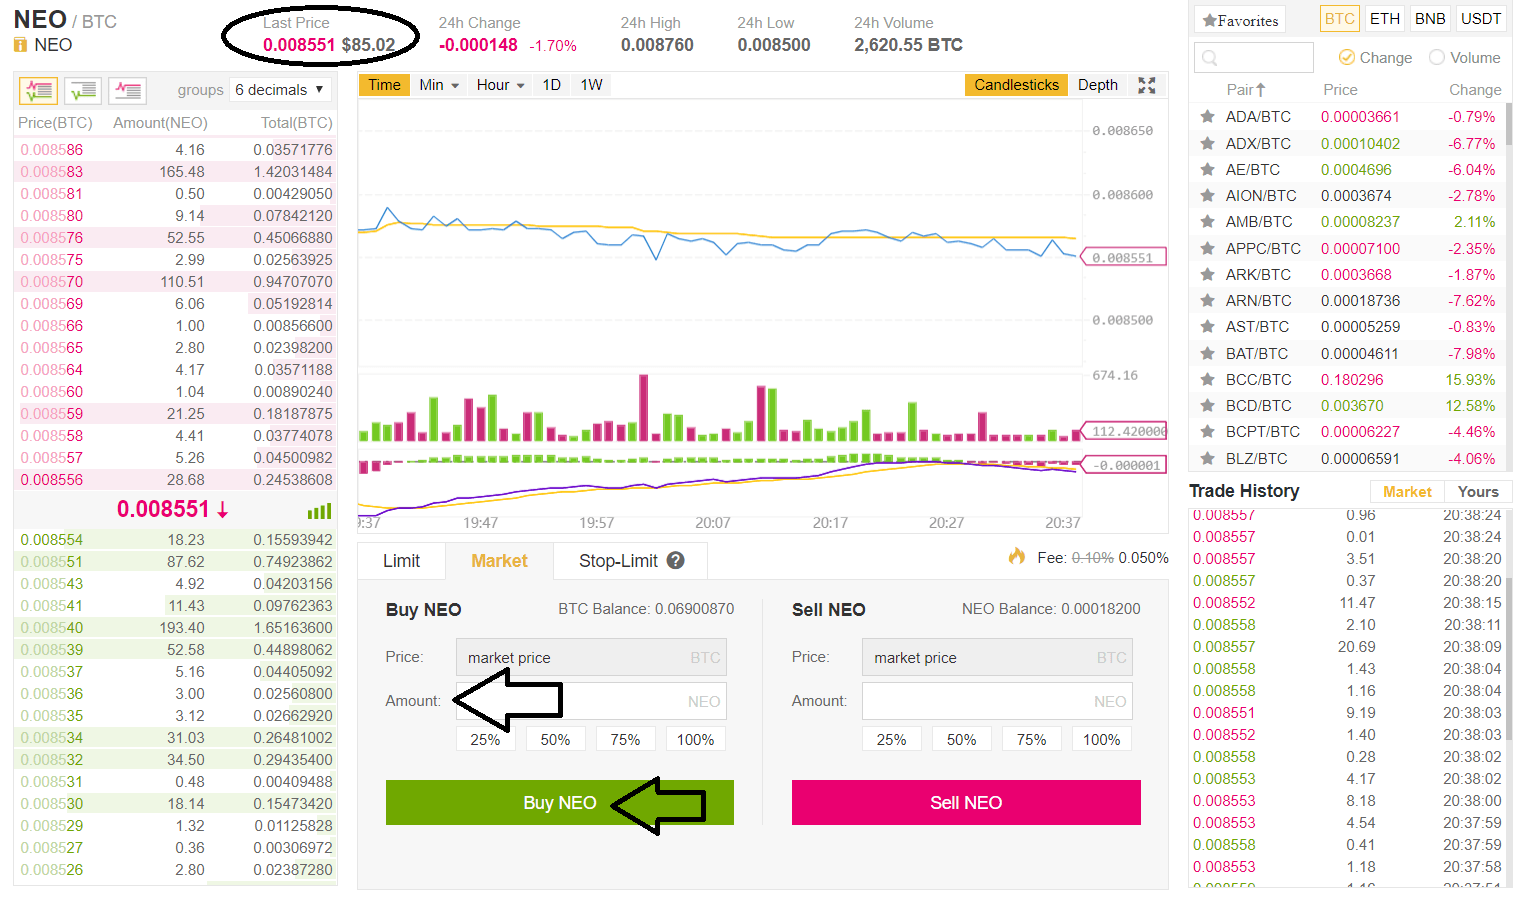 NEO / BTC
NEO
Last Price
0.008551 $85.02
24h Change
-0.000148 -1.70%
24h High
0.008760
24h Low
0.008500
24h Volume
2,620.55 BTC
groups 6 decimals
Price(BTC) Amount(NEO) Total(BTC)
0.008586 4.16 0.03571776
0.008583 165.48 1.42031484
0.008581 0.50 0.00429050
0.008580 9.14 0.07842120
0.008576 52.55 0.45066880
0.008575 2.99 0.02563925
0.008570 110.51 0.94707070
0.008569 6.06 0.05192814
0.008566 1.00 0.00856600
0.008565 2.80 0.02398200
0.008564 4.17 0.03571188
0.008560 1.04 0.00890240
0.008559 21.25 0.18187875
0.008558 4.41 0.03774078
0.008557 5.26 0.04500982
0.008556 28.68 0.24538608
0.008551
0.008554 18.23 0.15593942
0.008551 87.62 0.74923862
0.008543 4.92 0.04203156
0.008541 11.43 0.09762363
0.008540 193.40 1.65163600
0.008539 52.58 0.44898062
0.008537 5.16 0.04405092
0.008536 3.00 0.02560800
0.008535 3.12 0.02662920
0.008534 31.03 0.26481002
0.008532 34.50 0.29435400
0.008531 0.48 0.00409488
0.008530 18.14 0.15473420
0.008529 1.32 0.01125828
0.008527 0.36 0.00306972
0.008526 2.80 0.02387280
Time Min Hour 1D 1W
Candlesticks Depth
0.008650
0.008600
0.008551
0.008500
674.16
112.420000
-0.000001
19:47 19:57 20:07 20:17 20:27 20:37
Limit Market Stop-Limit ?
Fee: 0.10% 0.050%
Buy NEO BTC Balance: 0.06900870
Price: market price BTC
Amount: NEO
25% 50% 75% 100%
Buy NEO
Sell NEO NEO Balance: 0.00018200
Price: market price BTC
Amount: NEO
25% 50% 75% 100%
Sell NEO
Favorites BTC ETH BNB USDT
Change Volume
Pair Price Change
ADA/BTC 0.00003661 -0.79%
ADX/BTC 0.00010402 -6.77%
AE/BTC 0.0004696 -6.04%
AION/BTC 0.0003674 -2.78%
AMB/BTC 0.00008237 2.11%
APPC/BTC 0.00007100 -2.35%
ARK/BTC 0.0003668 -1.87%
ARN/BTC 0.00018736 -7.62%
AST/BTC 0.00005259 -0.83%
BAT/BTC 0.00004611 -7.98%
BCC/BTC 0.180296 15.93%
BCD/BTC 0.003670 12.58%
BCPT/BTC 0.00006227 -4.46%
BLZ/BTC 0.00006591 -4.06%
Trade History Market Yours
0.008557 0.96 20:38:24
0.008557 0.01 20:38:24
0.008557 3.51 20:38:20
0.008557 0.37 20:38:20
0.008552 11.47 20:38:15
0.008558 2.10 20:38:11
0.008557 20.69 20:38:09
0.008558 1.43 20:38:04
0.008558 1.16 20:38:04
0.008551 9.19 20:38:03
0.008552 1.40 20:38:03
0.008558 0.28 20:38:02
0.008553 4.17 20:38:02
0.008553 8.18 20:38:00
0.008553 4.54 20:37:59
0.008558 0.41 20:37:59
0.008553 1.18 20:37:58